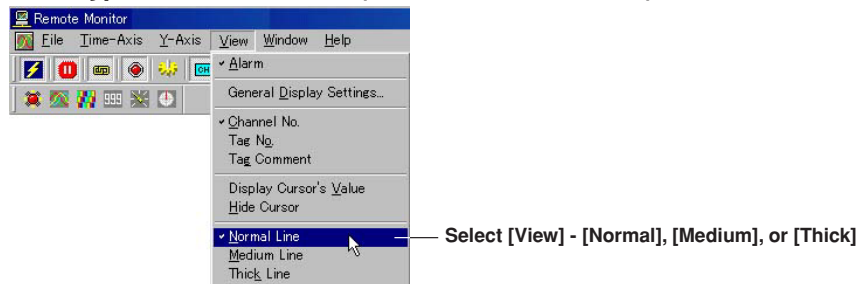 Remote Monitor
File Time-Axis Y-Axis View Window Help
CH
Alarm
General Display Settings...
Channel No.
Tag No.
Tag Comment
Display Cursor's Value
Hide Cursor
Normal Line
Select [View] - [Normal], [Medium], or [Thick]
Medium Line
Thick Line